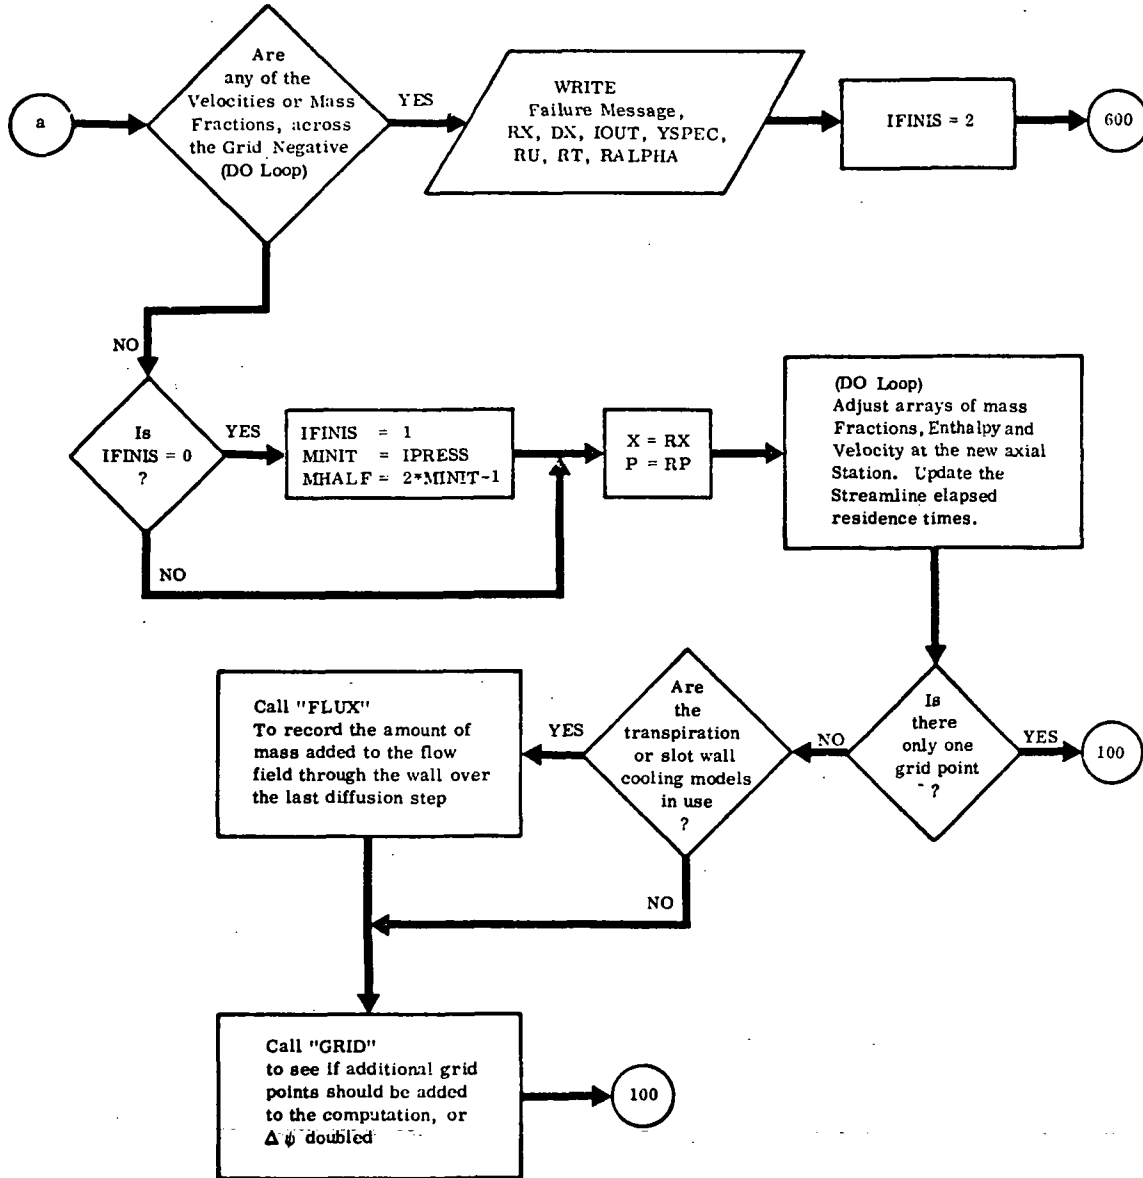 a
Are
any of the
Velocities or Mass
Fractions, across
the Grid Negative
(DO Loop)
YES
WRITE
Failure Message,
RX, DX, IOUT, YSPEC,
RU, RT, RALPHA
IFINIS = 2
600
NO
Is
IFINIS = 0
?
YES
IFINIS = 1
MINIT = IPRESS
MHALF = 2*MINIT-1
NO
X = RX
P = RP
(DO Loop)
Adjust arrays of mass
Fractions, Enthalpy and
Velocity at the new axial
Station. Update the
Streamline elapsed
residence times.
Is
there
only one
grid point
?
YES
100
NO
Are
the
transpiration
or slot wall
cooling models
in use
?
YES
NO
Call "FLUX"
To record the amount of
mass added to the flow
field through the wall over
the last diffusion step
Call "GRID"
to see if additional grid
points should be added
to the computation, or
Δψ doubled
100